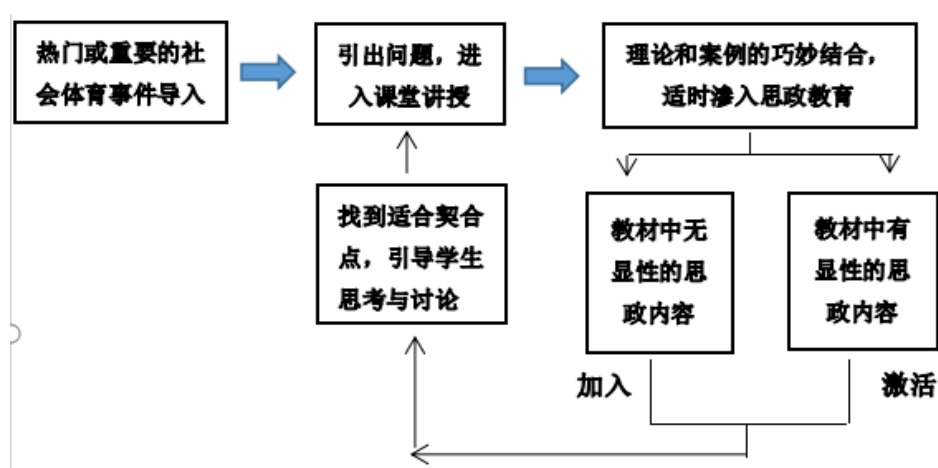 热门或重要的社
会体育事件导入
引出问题，进
入课堂讲授
理论和案例的巧妙结合，
适时渗入思政教育
找到适合契合
点，引导学生
思考与讨论
教材中无
显性的思
政内容
教材中有
显性的思
政内容
加入
激活